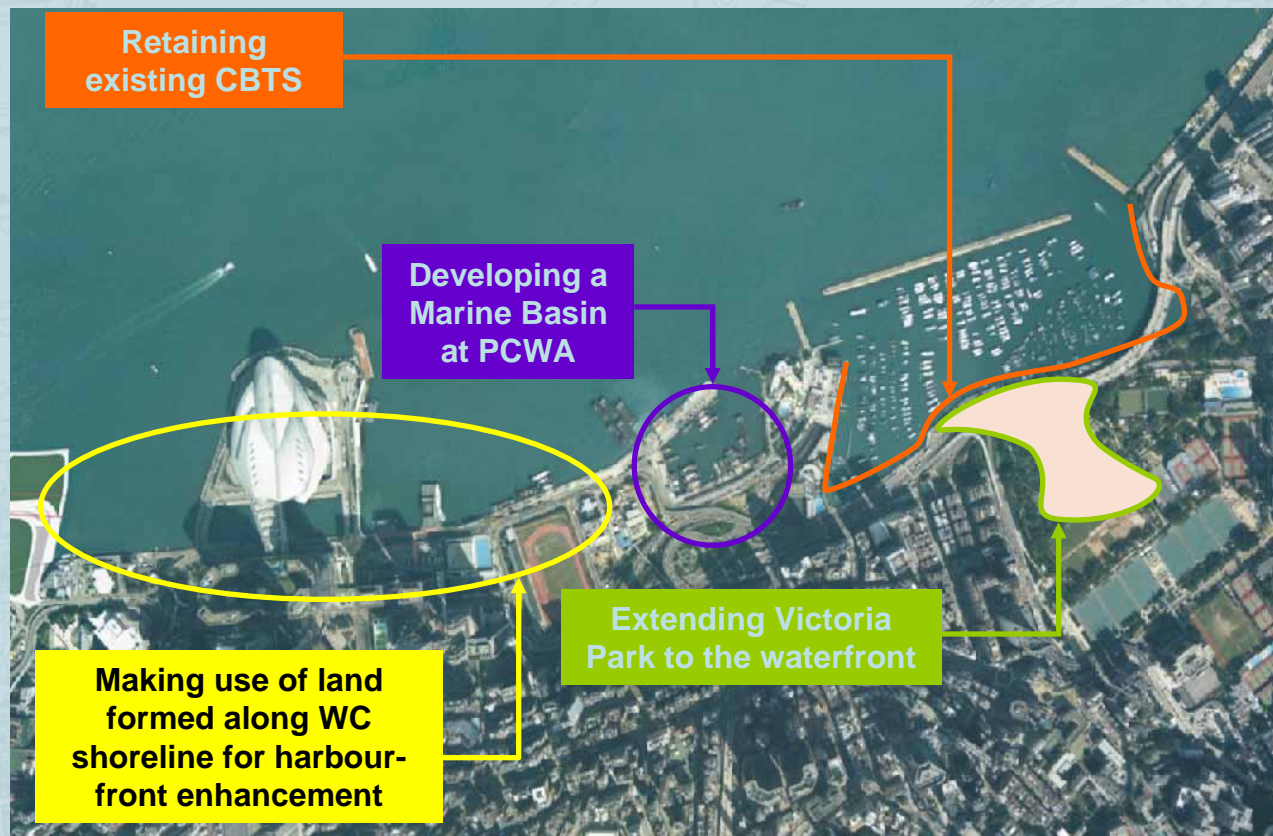 Retaining
existing CBTS
Developing a
Marine Basin
at PCWA
Extending Victoria
Park to the waterfront
Making use of land
formed along WC
shoreline for harbour-
front enhancement